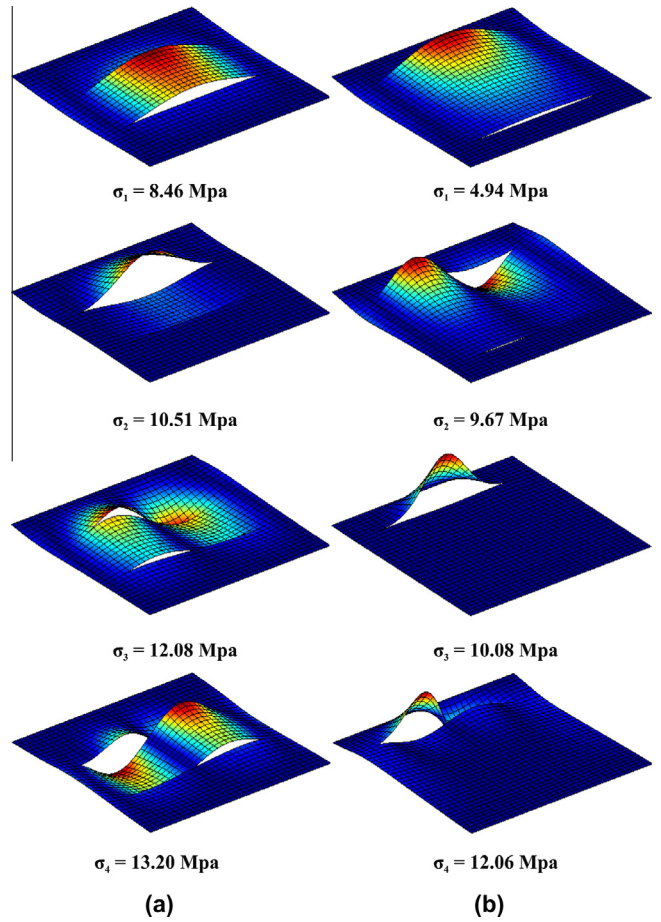 σ₁ = 8.46 Mpa
σ₁ = 4.94 Mpa
σ₂ = 10.51 Mpa
σ₂ = 9.67 Mpa
σ₃ = 12.08 Mpa
σ₃ = 10.08 Mpa
σ₄ = 13.20 Mpa
σ₄ = 12.06 Mpa
(a)
(b)